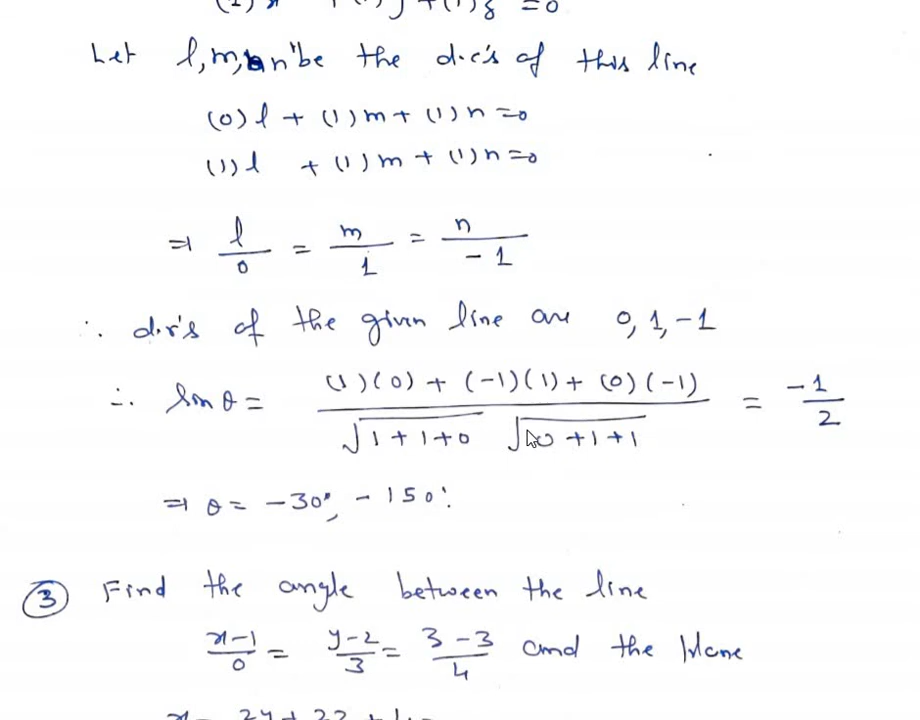 Let l, m, n be the d.c's of this line
(0) l + (1) m + (1) n = 0
(1) l + (1) m + (1) n = 0
⇒ l/0 = m/1 = n/-1
∴ d.r's of the given line are 0, 1, -1
∴ Sin θ = (1)(0) + (-1)(1) + (0)(-1) / √1+1+0 √0+1+1 = -1/2
⇒ θ = -30°, -150°.
③ Find the angle between the line
x-1/0 = y-2/3 = 3-3/4 and the plane